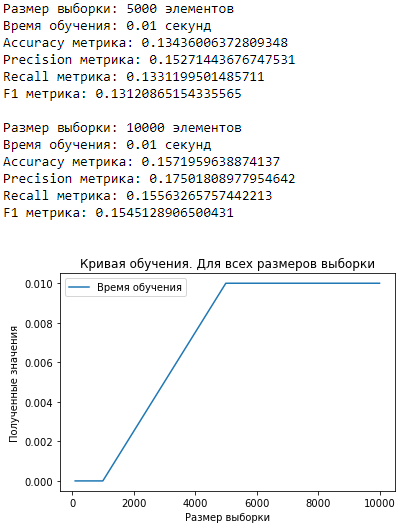 Размер выборки: 5000 элементов
Время обучения: 0.01 секунд
Accuracy метрика: 0.13436006372809348
Precision метрика: 0.15271443676747531
Recall метрика: 0.1331199501485711
F1 метрика: 0.13120865154335565
Размер выборки: 10000 элементов
Время обучения: 0.01 секунд
Accuracy метрика: 0.1571959638874137
Precision метрика: 0.17501808977954642
Recall метрика: 0.15563265757442213
F1 метрика: 0.1545128906500431
Кривая обучения. Для всех размеров выборки
Время обучения
Полученные значения
0.010
0.008
0.006
0.004
0.002
0.000
0 2000 4000 6000 8000 10000
Размер выборки